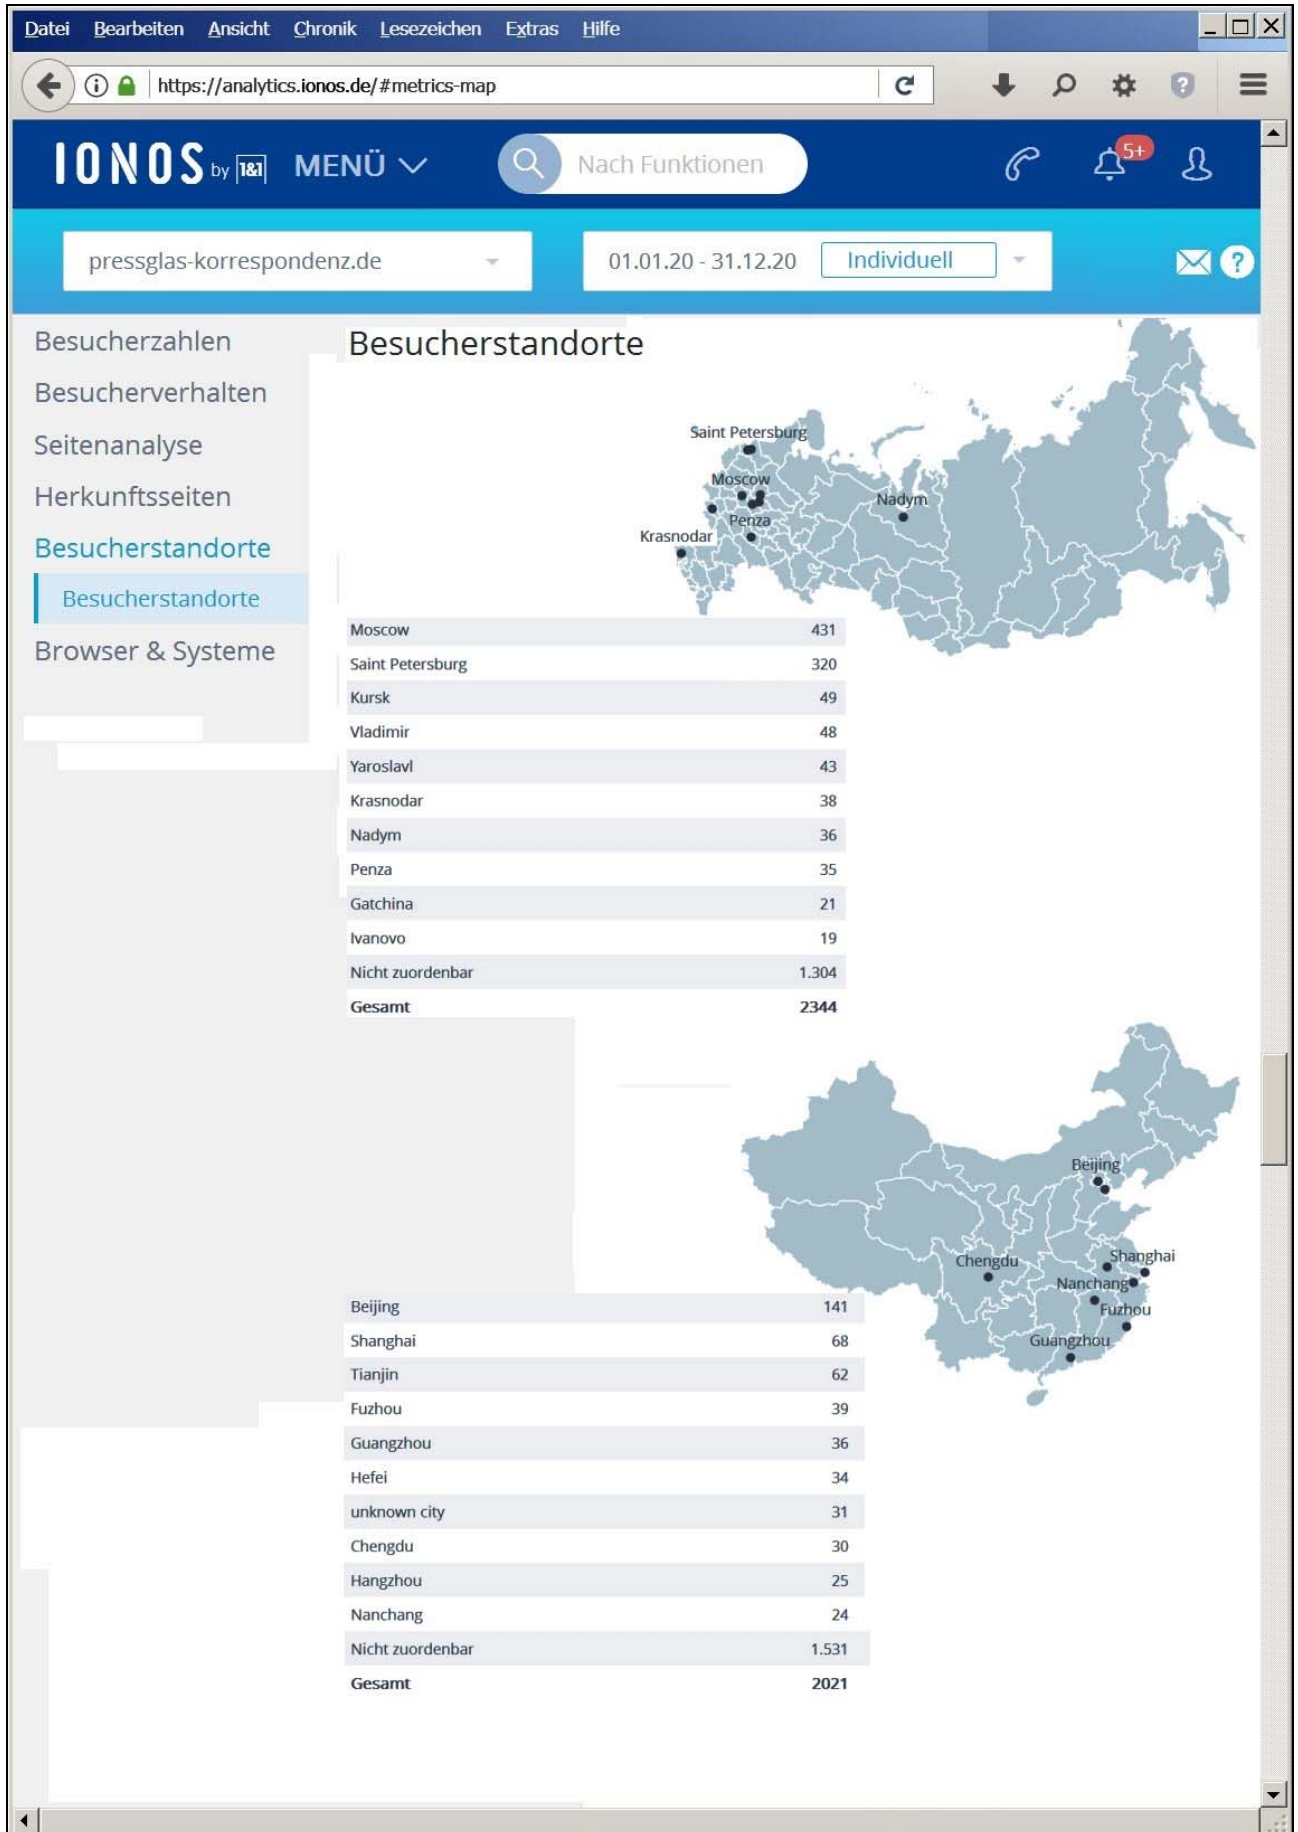 Datei Bearbeiten Ansicht Chronik Lesezeichen Extras Hilfe
https://analytics.ionos.de/#metrics-map
IONOS by 1&1 MENÜ Nach Funktionen 5+
pressglas-korrespondenz.de 01.01.20 - 31.12.20 Individuell ?
Besucherzahlen
Besucherverhalten
Seitenanalyse
Herkunftsseiten
Besucherstandorte
Besucherstandorte
Browser & Systeme
Besucherstandorte
Saint Petersburg
Moscow
Nadym
Penza
Krasnodar
Moscow 431
Saint Petersburg 320
Kursk 49
Vladimir 48
Yaroslavl 43
Krasnodar 38
Nadym 36
Penza 35
Gatchina 21
Ivanovo 19
Nicht zuordenbar 1.304
Gesamt 2344
Beijing
Shanghai
Chengdu
Nanchang
Fuzhou
Guangzhou
Beijing 141
Shanghai 68
Tianjin 62
Fuzhou 39
Guangzhou 36
Hefei 34
unknown city 31
Chengdu 30
Hangzhou 25
Nanchang 24
Nicht zuordenbar 1.531
Gesamt 2021